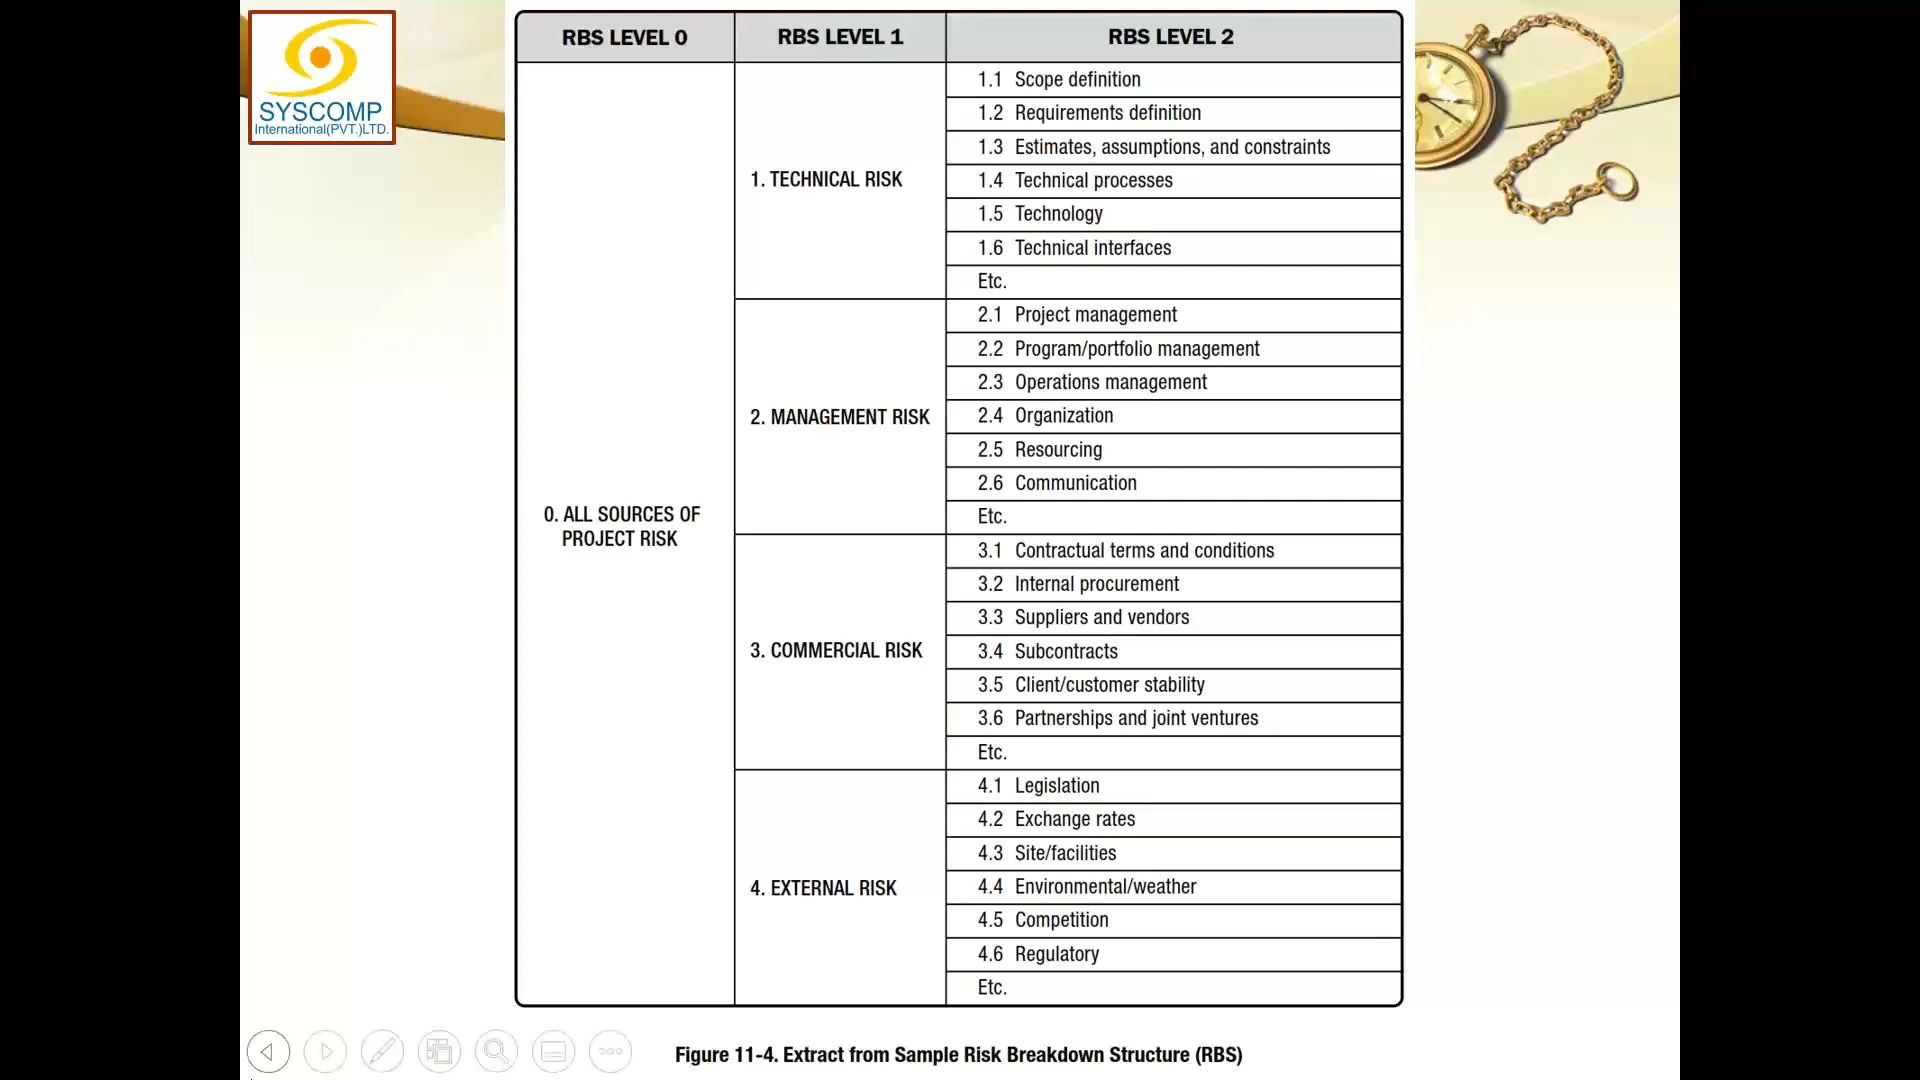 SYSCOMP
International(PVT.)LTD.
RBS LEVEL 0
RBS LEVEL 1
RBS LEVEL 2
0. ALL SOURCES OF
PROJECT RISK
1. TECHNICAL RISK
1.1 Scope definition
1.2 Requirements definition
1.3 Estimates, assumptions, and constraints
1.4 Technical processes
1.5 Technology
1.6 Technical interfaces
Etc.
2. MANAGEMENT RISK
2.1 Project management
2.2 Program/portfolio management
2.3 Operations management
2.4 Organization
2.5 Resourcing
2.6 Communication
Etc.
3. COMMERCIAL RISK
3.1 Contractual terms and conditions
3.2 Internal procurement
3.3 Suppliers and vendors
3.4 Subcontracts
3.5 Client/customer stability
3.6 Partnerships and joint ventures
Etc.
4. EXTERNAL RISK
4.1 Legislation
4.2 Exchange rates
4.3 Site/facilities
4.4 Environmental/weather
4.5 Competition
4.6 Regulatory
Etc.
Figure 11-4. Extract from Sample Risk Breakdown Structure (RBS)